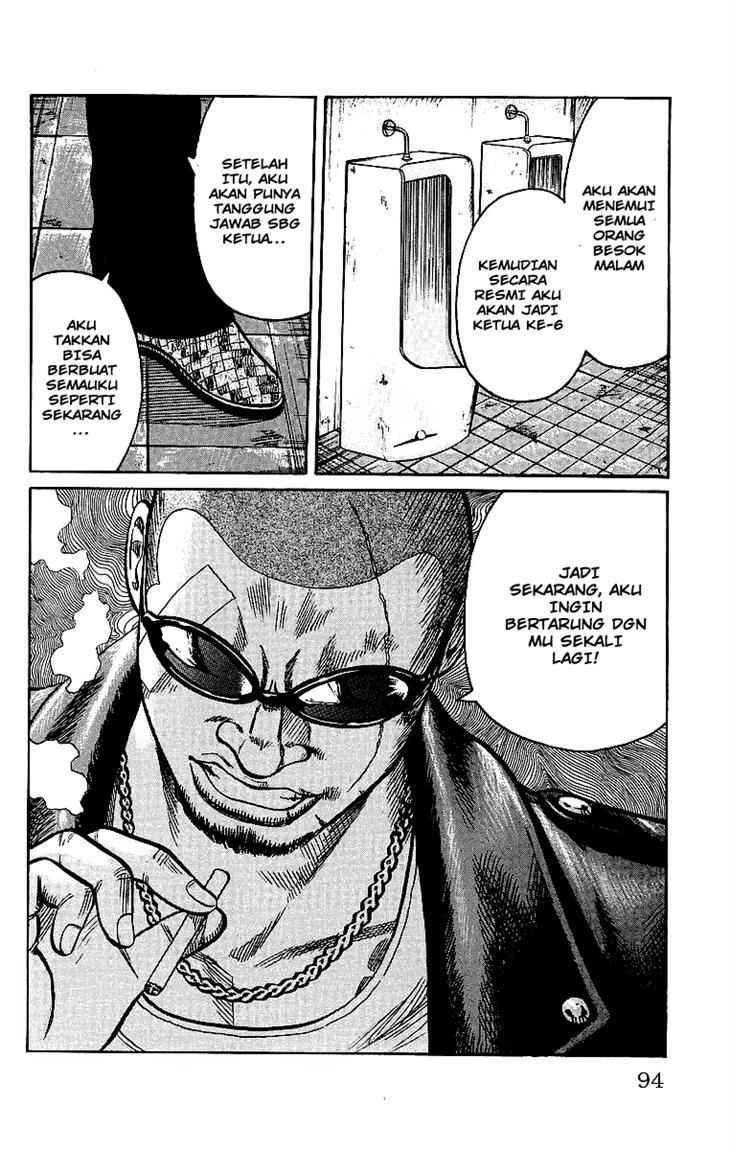 AKU AKAN
MENEMUI
SEMUA
ORANG
BESOK
MALAM
KEMUDIAN
SECARA
RESMI AKU
AKAN JADI
KETUA KE-6
SETELAH
ITU, AKU
AKAN PUNYA
TANGGUNG
JAWAB SBG
KETUA...
AKU
TAKKAN
BISA
BERBUAT
SEMAUKU
SEPERTI
SEKARANG
...
JADI
SEKARANG, AKU
INGIN
BERTARUNG DGN
MU SEKALI
LAGI!
94